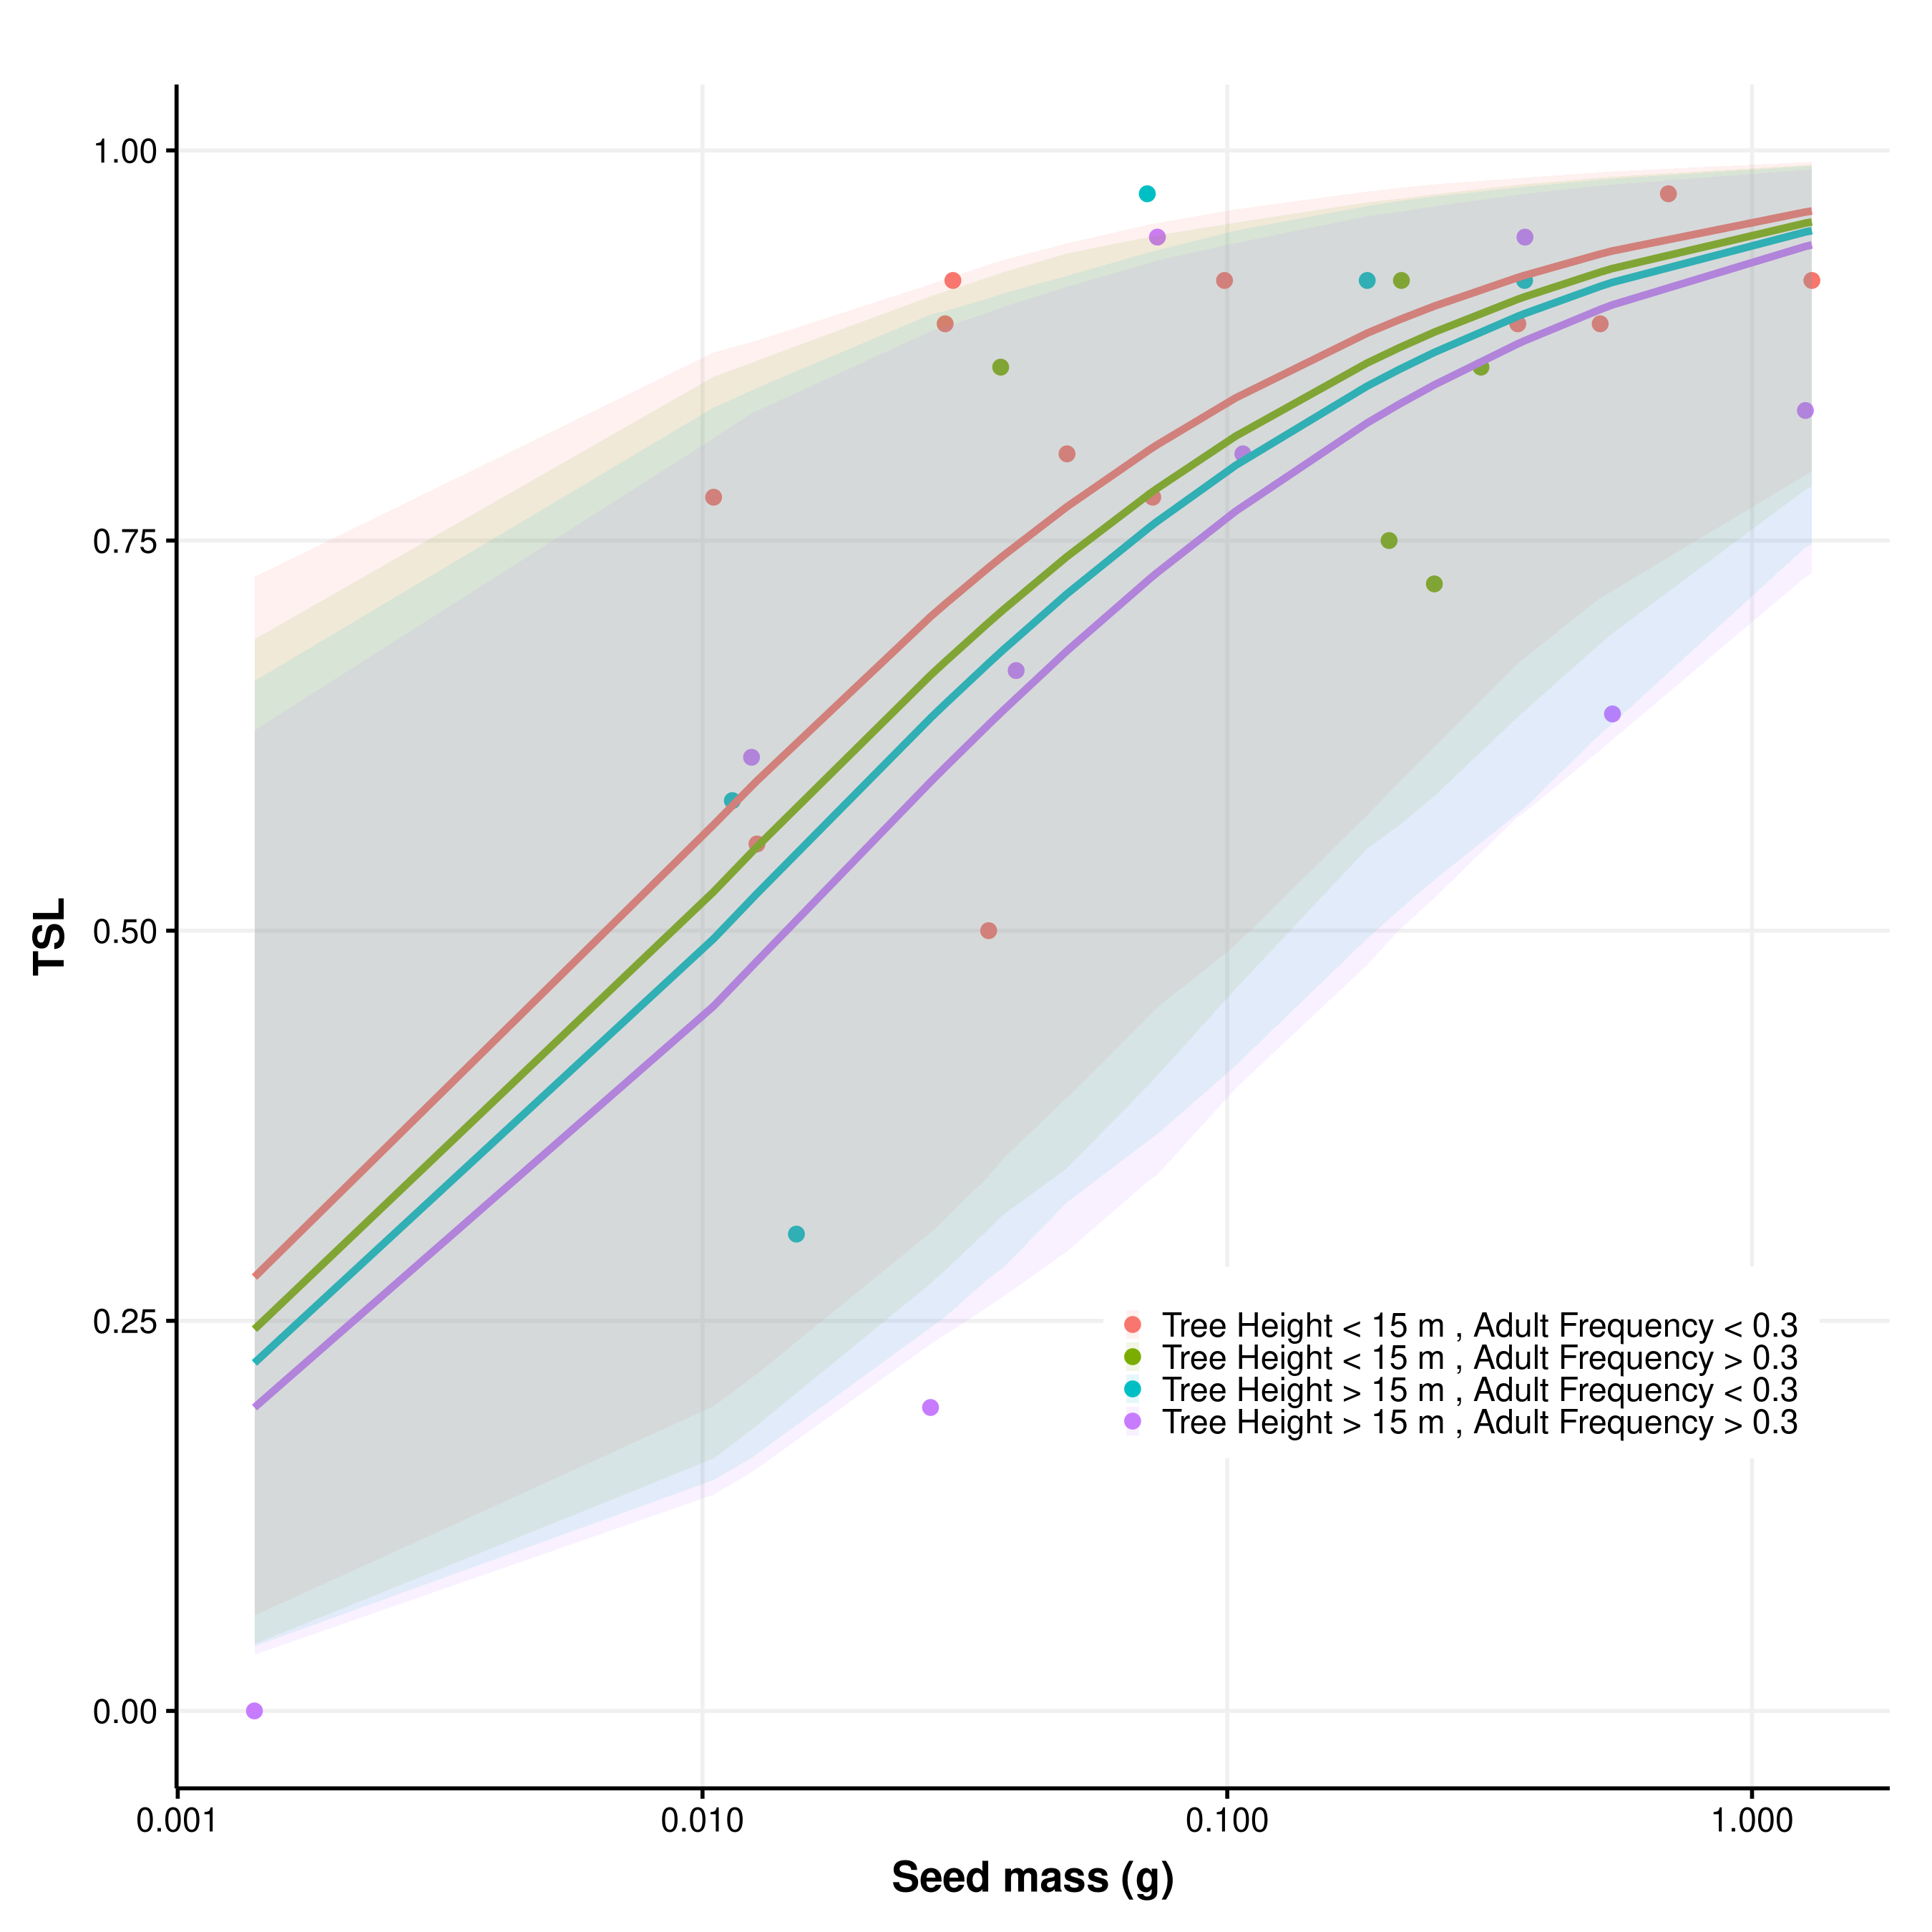 1.00
0.75
0.50
0.25
0.00
TSL
Tree Height < 15 m , Adult Frequency < 0.3
Tree Height < 15 m , Adult Frequency > 0.3
Tree Height > 15 m , Adult Frequency < 0.3
Tree Height > 15 m , Adult Frequency > 0.3
0.001 0.010 0.100 1.000
Seed mass (g)